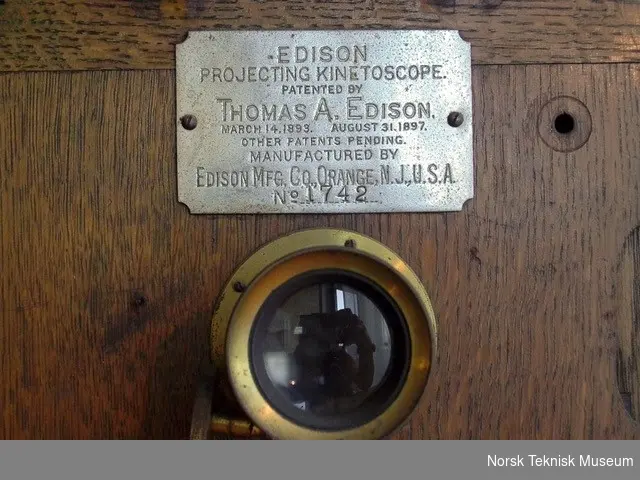 EDISON
PROJECTING KINETOSCOPE.
PATENTED BY
THOMAS A. EDISON.
MARCH 14,1893. AUGUST 31,1897.
OTHER PATENTS PENDING.
MANUFACTURED BY
EDISON MFG. CO., ORANGE, N.J., U.S.A.
No 1742
Norsk Teknisk Museum